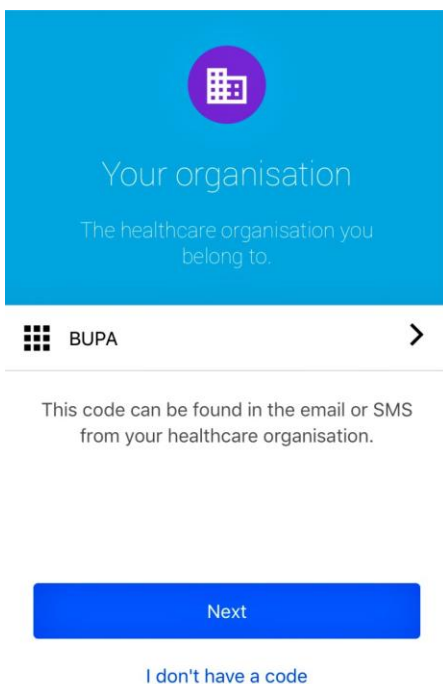 Your organisation
The healthcare organisation you
belong to.
BUPA
This code can be found in the email or SMS
from your healthcare organisation.
Next
I don't have a code